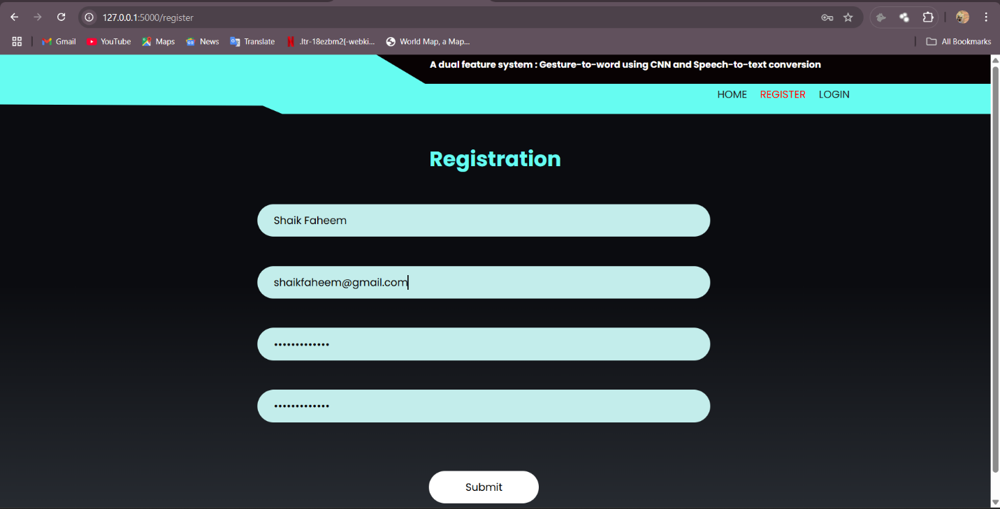 127.0.0.1:5000/register
Gmail YouTube Maps News Translate .ltr-18ezbm2{-webki... World Map, a Map... All Bookmarks
A dual feature system : Gesture-to-word using CNN and Speech-to-text conversion
HOME REGISTER LOGIN
Registration
Shaik Faheem
shaikfaheem@gmail.com
•••••••••••••
•••••••••••••
Submit